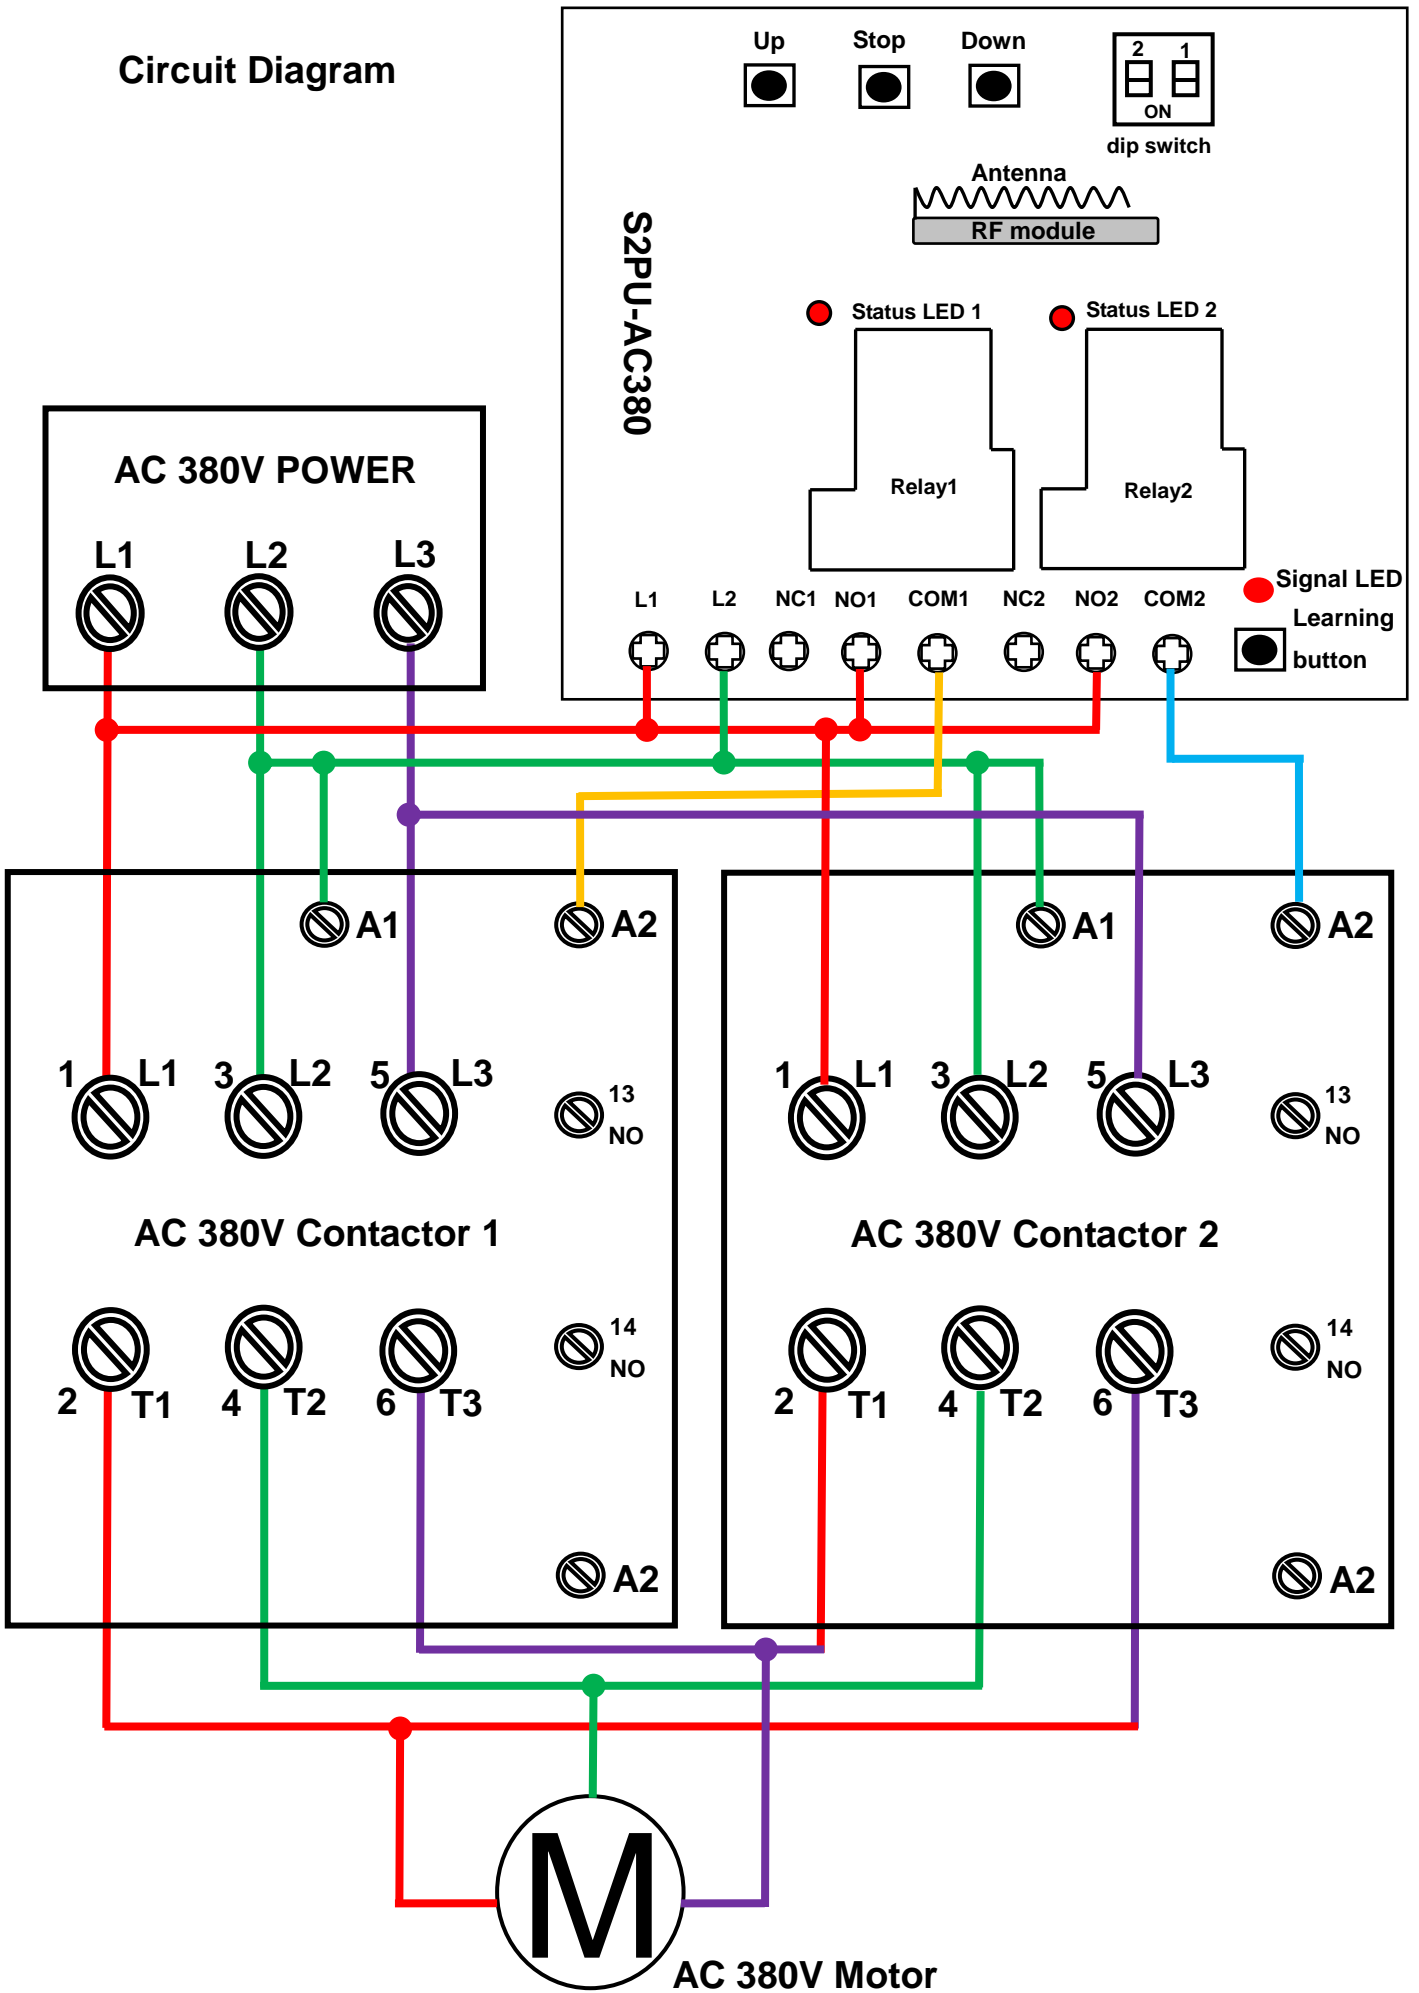 Circuit Diagram
Up Stop Down
2 1
ON
dip switch
Antenna
RF module
S2PU-AC380
Status LED 1 Status LED 2
Relay1 Relay2
AC 380V POWER
L1 L2 L3
Signal LED
L1 L2 NC1 NO1 COM1 NC2 NO2 COM2
Learning
button
A1 A2 A1 A2
1 L1 3 L2 5 L3 13
NO
1 L1 3 L2 5 L3 13
NO
AC 380V Contactor 1
AC 380V Contactor 2
14
NO
2 T1 4 T2 6 T3
14
NO
2 T1 4 T2 6 T3
A2 A2
M
AC 380V Motor